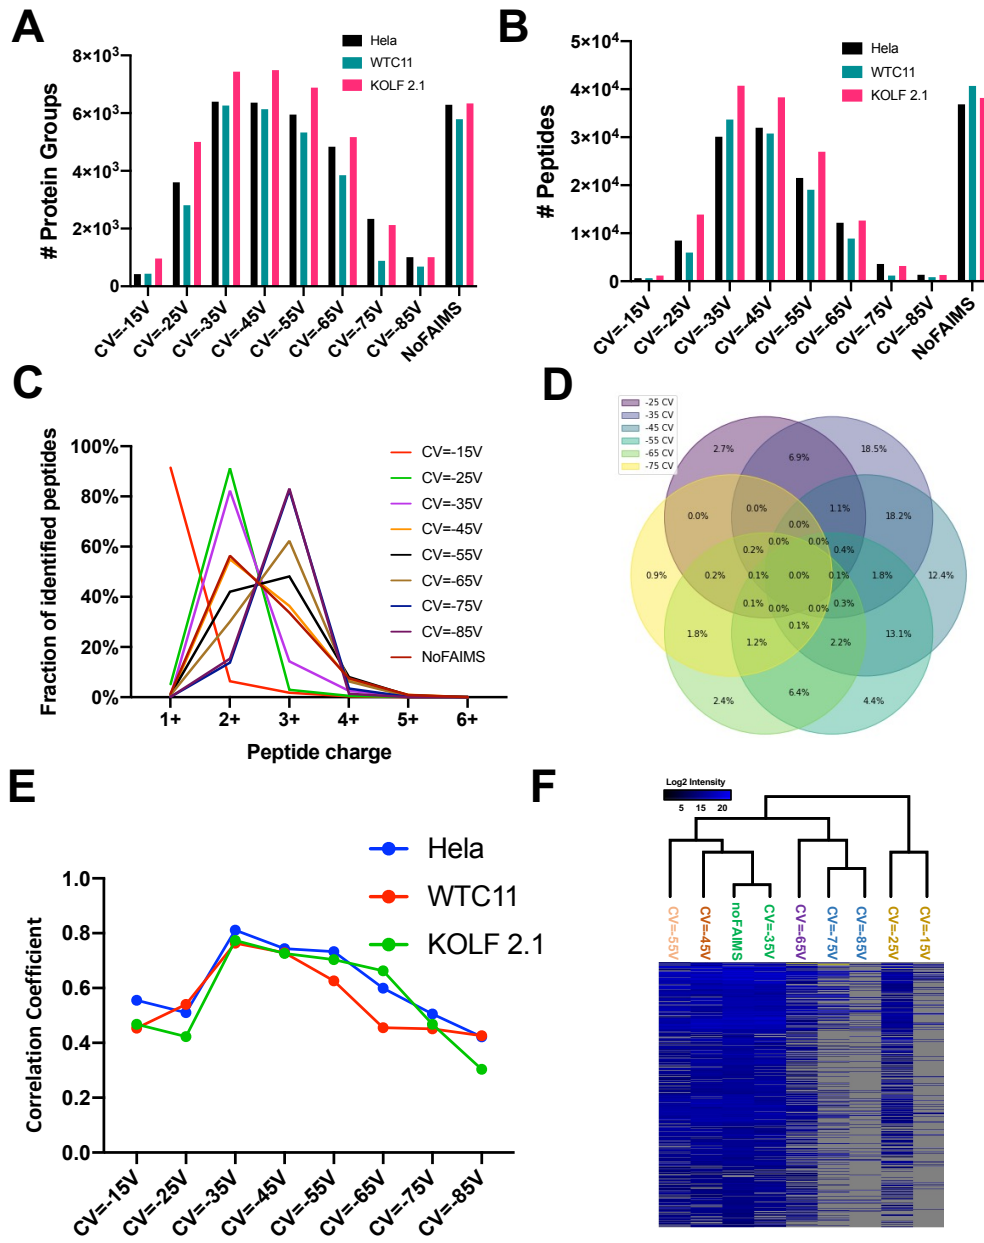 A
# Protein Groups
8×10³
6×10³
4×10³
2×10³
0
Hela
WTC11
KOLF 2.1
CV=-15V
CV=-25V
CV=-35V
CV=-45V
CV=-55V
CV=-65V
CV=-75V
CV=-85V
NoFAIMS
B
# Peptides
5×10⁴
4×10⁴
3×10⁴
2×10⁴
1×10⁴
0
Hela
WTC11
KOLF 2.1
CV=-15V
CV=-25V
CV=-35V
CV=-45V
CV=-55V
CV=-65V
CV=-75V
CV=-85V
NoFAIMS
C
Fraction of identified peptides
100%
80%
60%
40%
20%
0%
1+
2+
3+
4+
5+
6+
Peptide charge
CV=-15V
CV=-25V
CV=-35V
CV=-45V
CV=-55V
CV=-65V
CV=-75V
CV=-85V
NoFAIMS
D
-25 CV
-35 CV
-45 CV
-55 CV
-65 CV
-75 CV
2.7%
6.9%
18.5%
0.0%
0.0%
0.0%
1.1%
18.2%
0.0%
0.0%
0.2%
0.4%
0.9%
0.2%
0.1%
0.0%
0.1%
1.8%
12.4%
0.1%
0.0%
0.0%
0.3%
0.1%
1.8%
1.2%
2.2%
13.1%
2.4%
6.4%
4.4%
E
Correlation Coefficient
1.0
0.8
0.6
0.4
0.2
0.0
Hela
WTC11
KOLF 2.1
CV=-15V
CV=-25V
CV=-35V
CV=-45V
CV=-55V
CV=-65V
CV=-75V
CV=-85V
F
Log2 Intensity
5 15 20
CV=-55V
CV=-45V
noFAIMS
CV=-35V
CV=-65V
CV=-75V
CV=-85V
CV=-25V
CV=-15V